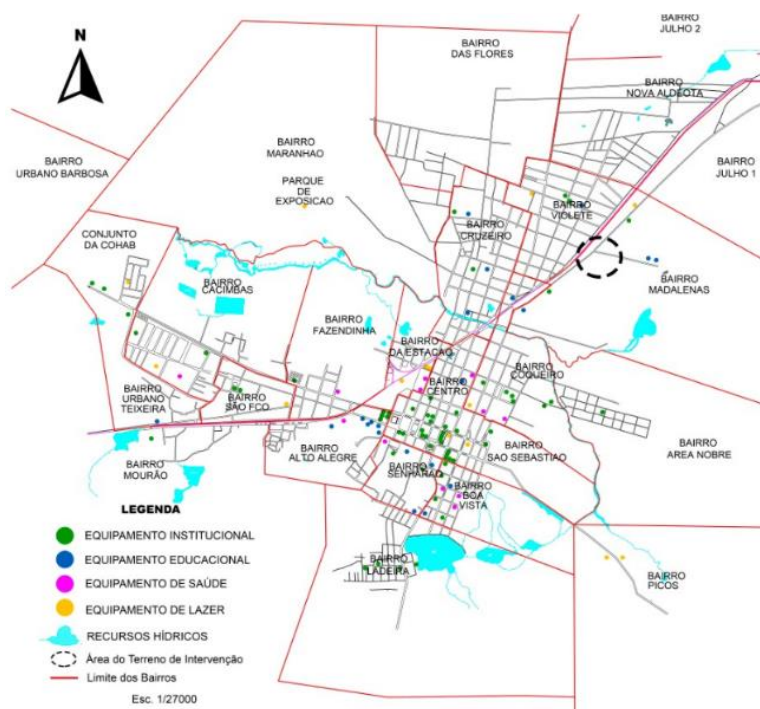 N
BAIRRO
JULHO 2
BAIRRO
DAS FLORES
BAIRRO
NOVA ALDEOTA
BAIRRO
MARANHAO
BAIRRO
URBANO BARBOSA
BAIRRO
JULHO 1
PARQUE
DE
EXPOSICAO
BAIRRO
VIOLETE
BAIRRO
CRUZEIRO
CONJUNTO
DA COHAB
BAIRRO
CACIMBAS
BAIRRO
MADALENAS
BAIRRO
FAZENDINHA
BAIRRO
DA ESTACAO
BAIRRO
COQUEIRO
BAIRRO
CENTRO
BAIRRO
URBANO
TEIXEIRA
BAIRRO
SÃO FCO
BAIRRO
AREA NOBRE
BAIRRO
ALTO ALEGRE
BAIRRO
SAO SEBASTIAO
BAIRRO
SENHARAO
BAIRRO
MOURÃO
BAIRRO
BOA
VISTA
BAIRRO
LADEIRA
BAIRRO
PICOS
LEGENDA
EQUIPAMENTO INSTITUCIONAL
EQUIPAMENTO EDUCACIONAL
EQUIPAMENTO DE SAÚDE
EQUIPAMENTO DE LAZER
RECURSOS HÍDRICOS
Área do Terreno de Intervenção
Limite dos Bairros
Esc. 1/27000